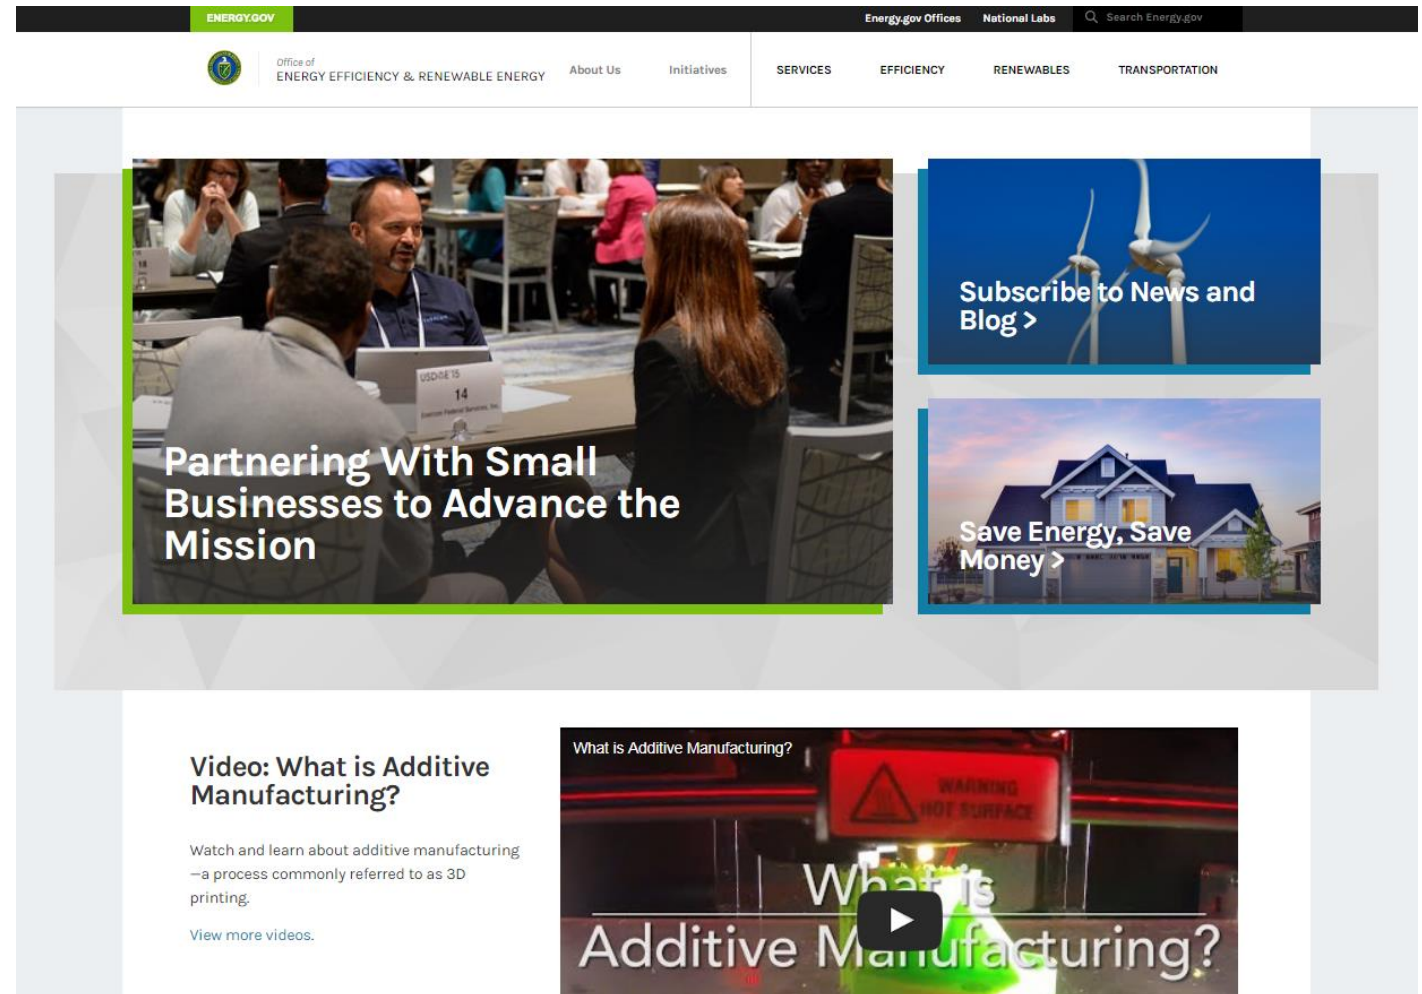 ENERGY.GOV
Energy.gov Offices
National Labs
Search Energy.gov
Office of
ENERGY EFFICIENCY & RENEWABLE ENERGY
About Us
Initiatives
SERVICES
EFFICIENCY
RENEWABLES
TRANSPORTATION
14
Partnering With Small
Businesses to Advance the
Mission
Subscribe to News and
Blog >
Save Energy, Save
Money >
Video: What is Additive
Manufacturing?
Watch and learn about additive manufacturing
—a process commonly referred to as 3D
printing.
View more videos.
What is Additive Manufacturing?
WARNING
HOT SURFACE
What is
Additive Manufacturing?